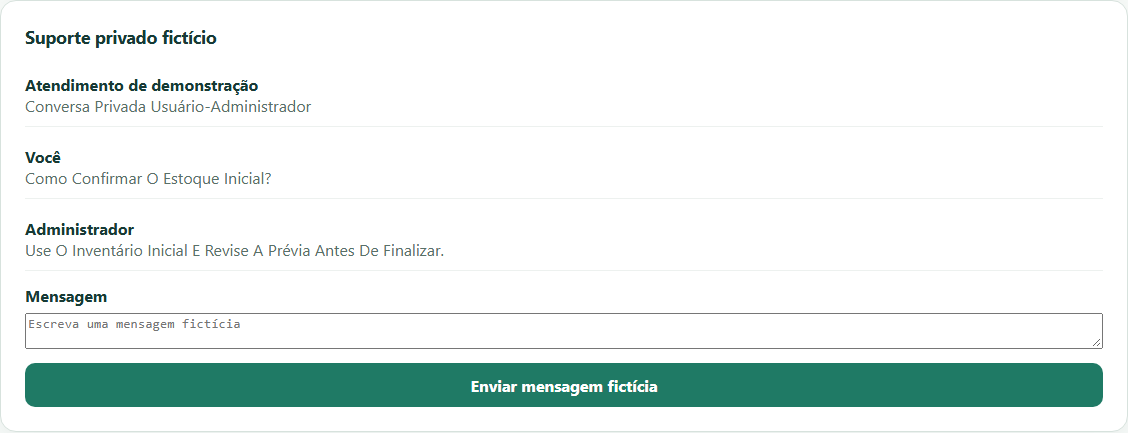 Suporte privado fictício
Atendimento de demonstração
Conversa Privada Usuário-Administrador
Você
Como Confirmar O Estoque Inicial?
Administrador
Use O Inventário Inicial E Revise A Prévia Antes De Finalizar.
Mensagem
Escreva uma mensagem fictícia
Enviar mensagem fictícia